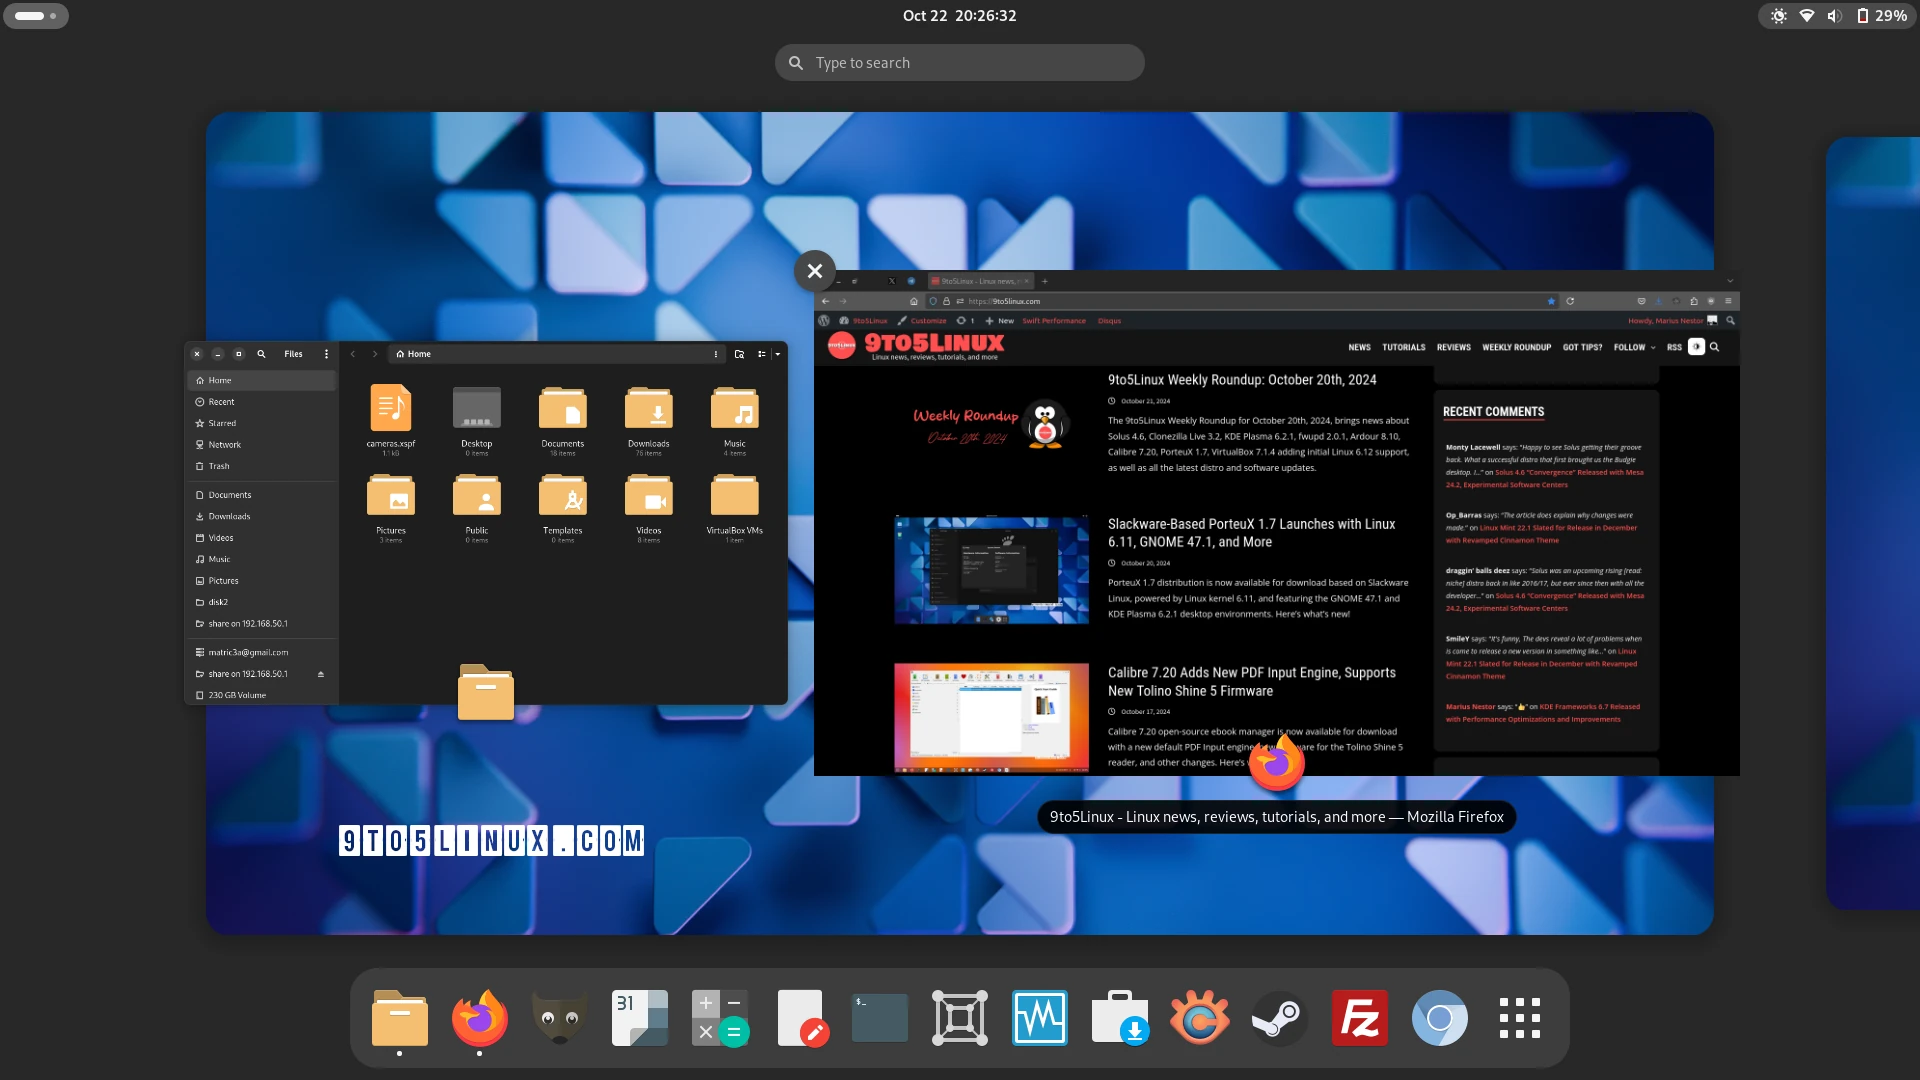 Oct 22 20:26:32
29%
Type to search
Files
Home
Home
Recent
Starred
Network
Trash
Documents
Downloads
Videos
Music
Pictures
disk2
share on 192.168.50.1
matric3a@gmail.com
share on 192.168.50.1
230 GB Volume
cameras.xspf
1.1 kB
Desktop
0 items
Documents
18 items
Downloads
76 items
Music
4 items
Pictures
3 items
Public
0 items
Templates
0 items
Videos
8 items
VirtualBox VMs
1 item
9to5Linux - Linux news, r
https://9to5linux.com
9to5Linux Customize 1 New Swift Performance Disqus
Howdy, Marius Nestor
9TO5LINUX
Linux news, reviews, tutorials, and more
NEWS TUTORIALS REVIEWS WEEKLY ROUNDUP GOT TIPS? FOLLOW RSS
Weekly Roundup
October 20th 2024
9to5Linux Weekly Roundup: October 20th, 2024
October 21, 2024
The 9to5Linux Weekly Roundup for October 20th, 2024, brings news about
Solus 4.6, Clonezilla Live 3.2, KDE Plasma 6.2.1, fwupd 2.0.1, Ardour 8.10,
Calibre 7.20, PorteuX 1.7, VirtualBox 7.1.4 adding initial Linux 6.12 support,
as well as all the latest distro and software updates.
Slackware-Based PorteuX 1.7 Launches with Linux
6.11, GNOME 47.1, and More
October 20, 2024
PorteuX 1.7 distribution is now available for download based on Slackware
Linux, powered by Linux kernel 6.11, and featuring the GNOME 47.1 and
KDE Plasma 6.2.1 desktop environments. Here's what's new!
Calibre 7.20 Adds New PDF Input Engine, Supports
New Tolino Shine 5 Firmware
October 17, 2024
Calibre 7.20 open-source ebook manager is now available for download
with a new default PDF Input engine for the Tolino Shine 5
reader, and other changes. Here's
RECENT COMMENTS
Monty Lacewell says: "Happy to see Solus getting their groove
back. What a successful distro that first brought us the Budgie
desktop. I..." on Solus 4.6 "Convergence" Released with Mesa
24.2, Experimental Software Centers
Op_Barras says: "The article does explain why changes were
made." on Linux Mint 22.1 Slated for Release in December
with Revamped Cinnamon Theme
draggin' balls deez says: "Solus was an upcoming rising [read:
niche] distro back in like 2016/17, but ever since then with all the
developer..." on Solus 4.6 "Convergence" Released with Mesa
24.2, Experimental Software Centers
SmileY says: "It's funny, The devs reveal a lot of problems when
is come to release a new version in something like..." on Linux
Mint 22.1 Slated for Release in December with Revamped
Cinnamon Theme
Marius Nestor says: "👍" on KDE Frameworks 6.7 Released
with Performance Optimizations and Improvements
9to5Linux - Linux news, reviews, tutorials, and more — Mozilla Firefox
9TO5LINUX.COM
31
$_
Fz